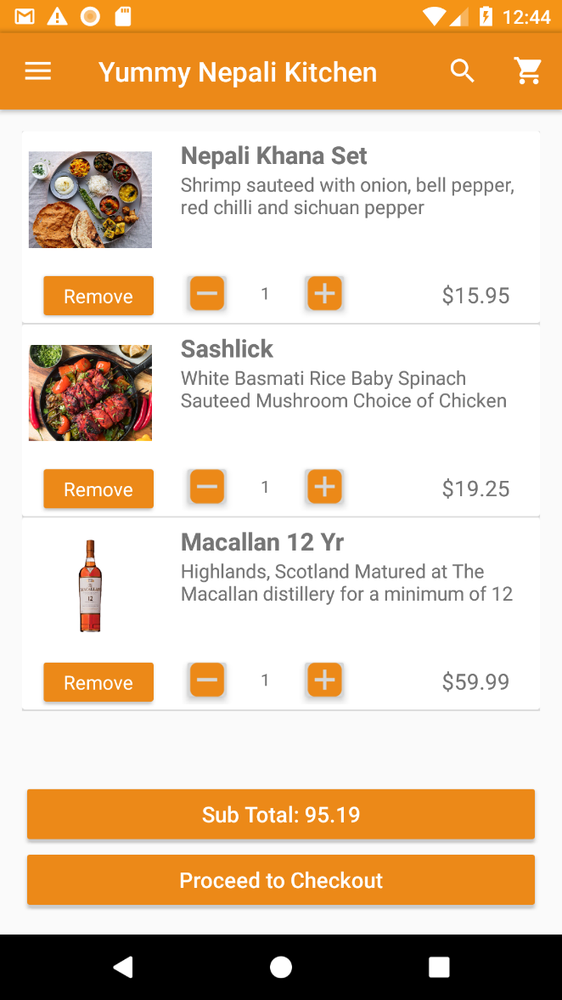 12:44
Yummy Nepali Kitchen
Nepali Khana Set
Shrimp sauteed with onion, bell pepper,
red chilli and sichuan pepper
Remove
1
$15.95
Sashlick
White Basmati Rice Baby Spinach
Sauteed Mushroom Choice of Chicken
Remove
1
$19.25
Macallan 12 Yr
Highlands, Scotland Matured at The
Macallan distillery for a minimum of 12
MACALLAN
12
Remove
1
$59.99
Sub Total: 95.19
Proceed to Checkout